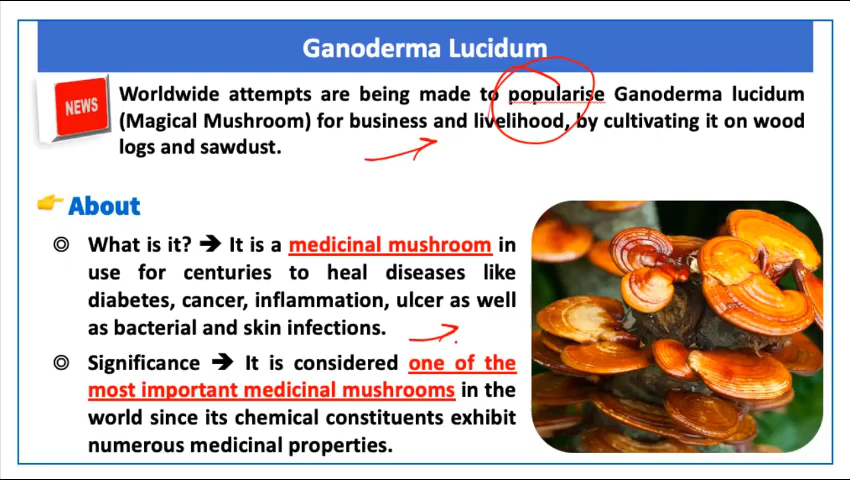 Ganoderma Lucidum
NEWS
Worldwide attempts are being made to popularise Ganoderma lucidum
(Magical Mushroom) for business and livelihood, by cultivating it on wood
logs and sawdust.
About
What is it? ➔ It is a medicinal mushroom in
use for centuries to heal diseases like
diabetes, cancer, inflammation, ulcer as well
as bacterial and skin infections.
Significance ➔ It is considered one of the
most important medicinal mushrooms in the
world since its chemical constituents exhibit
numerous medicinal properties.